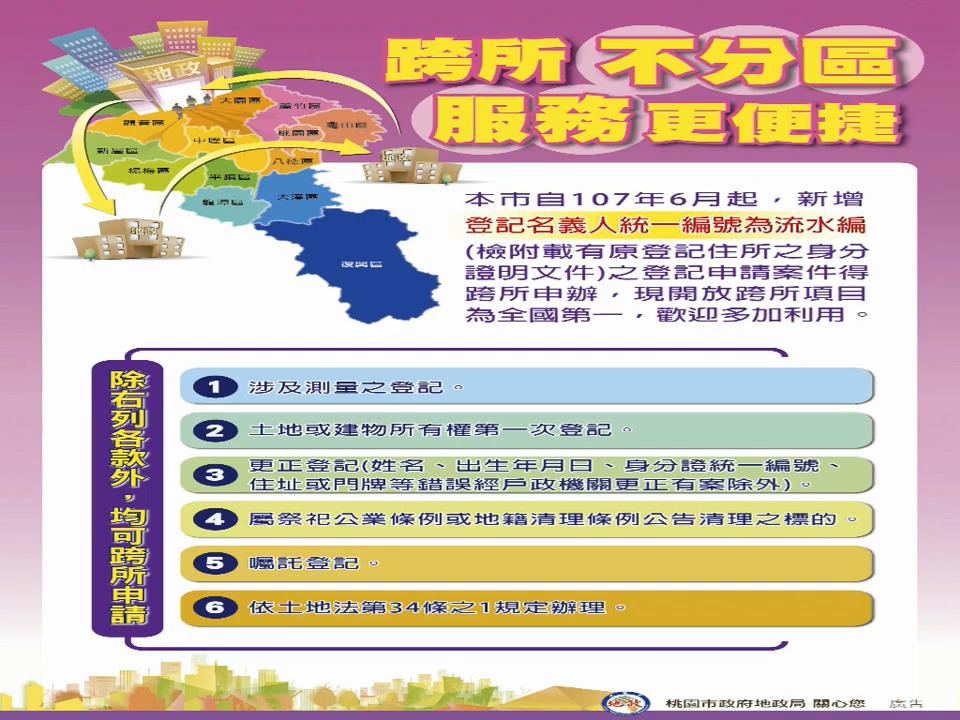 跨所 不分區
服務更便捷
地政
大園區
蘆竹區
觀音區
桃園區
龜山區
中壢區
新屋區
八德區
楊梅區
平鎮區
龍潭區
大溪區
地政
地政
復興區
本市自107年6月起，新增
登記名義人統一編號為流水編
(檢附載有原登記住所之身分
證明文件)之登記申請案件得
跨所申辦，現開放跨所項目
為全國第一，歡迎多加利用。
除右列各款外，均可跨所申請
1 涉及測量之登記。
2 土地或建物所有權第一次登記。
3 更正登記(姓名、出生年月日、身分證統一編號、
住址或門牌等錯誤經戶政機關更正有案除外)。
4 屬祭祀公業條例或地籍清理條例公告清理之標的。
5 囑託登記。
6 依土地法第34條之1規定辦理。
地政
桃園市政府地政局 關心您 廣告